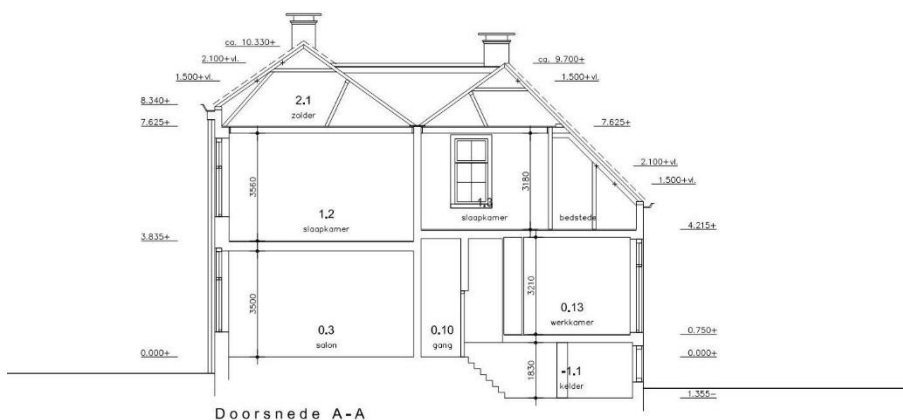 ca. 10.330+
2.100+vl.
1.500+vl.
8.340+
7.625+
3.835+
0.000+
ca. 9.700+
1.500+vl.
7.625+
2.100+vl.
1.500+vl.
4.215+
0.750+
0.000+
1.355-
2.1
zolder
3560
1.2
slaapkamer
3180
1.3
slaapkamer
bedstede
3500
0.3
salon
0.10
gang
3210
0.13
werkkamer
1830
-1.1
kelder
Doorsnede A-A